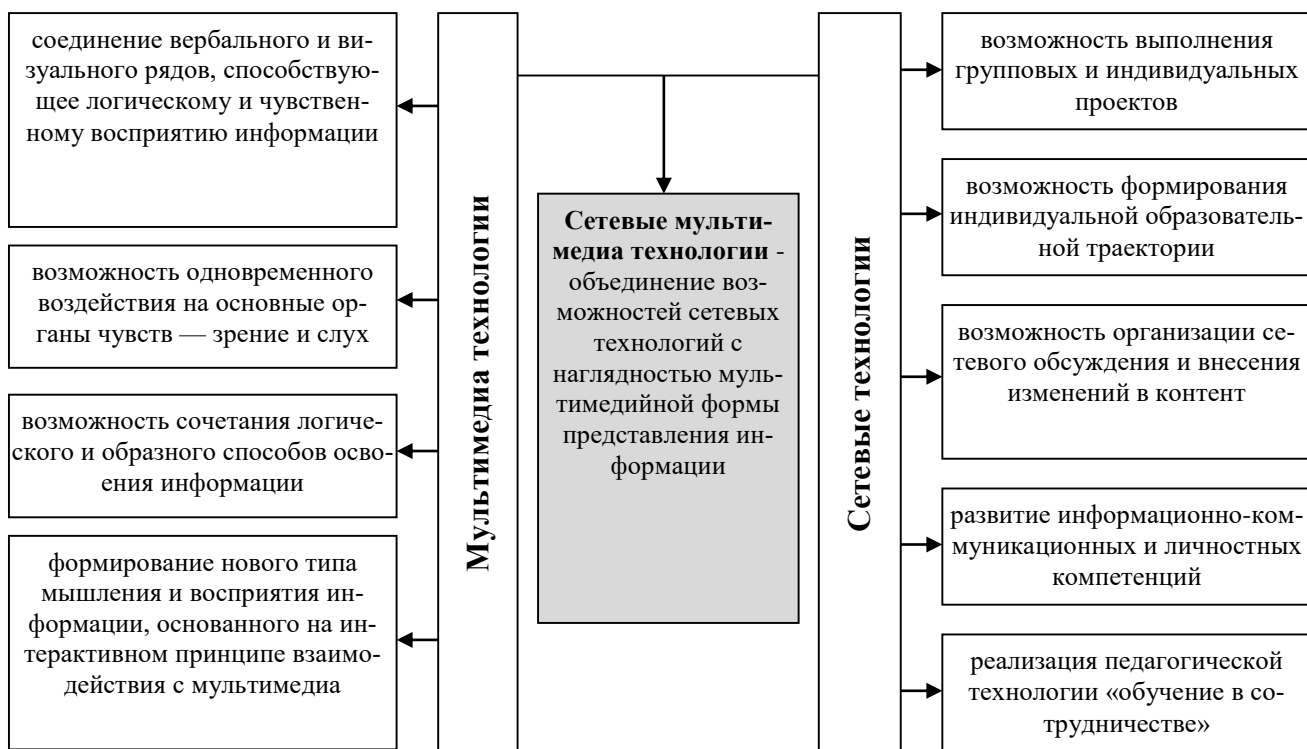 соединение вербального и ви-
зуального рядов, способствую-
щее логическому и чувствен-
ному восприятию информации
возможность одновременного
воздействия на основные ор-
ганы чувств — зрение и слух
возможность сочетания логиче-
ского и образного способов осво-
ения информации
формирование нового типа
мышления и восприятия ин-
формации, основанного на ин-
терактивном принципе взаимо-
действия с мультимедиа
Мультимедиа технологии
Сетевые мульти-
медиа технологии -
объединение воз-
можностей сетевых
технологий с
наглядностью муль-
тимедийной формы
представления ин-
формации
Сетевые технологии
возможность выполнения
групповых и индивидуальных
проектов
возможность формирования
индивидуальной образователь-
ной траектории
возможность организации се-
тевого обсуждения и внесения
изменений в контент
развитие информационно-ком-
муникационных и личностных
компетенций
реализация педагогической
технологии «обучение в со-
трудничестве»